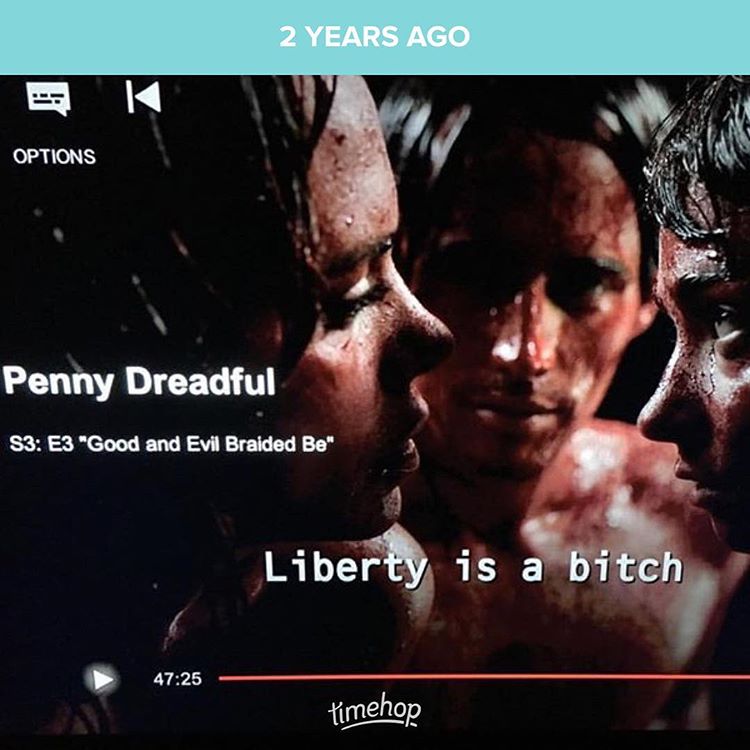 2 YEARS AGO
OPTIONS
Penny Dreadful
S3: E3 "Good and Evil Braided Be"
Liberty is a bitch
47:25
timehop